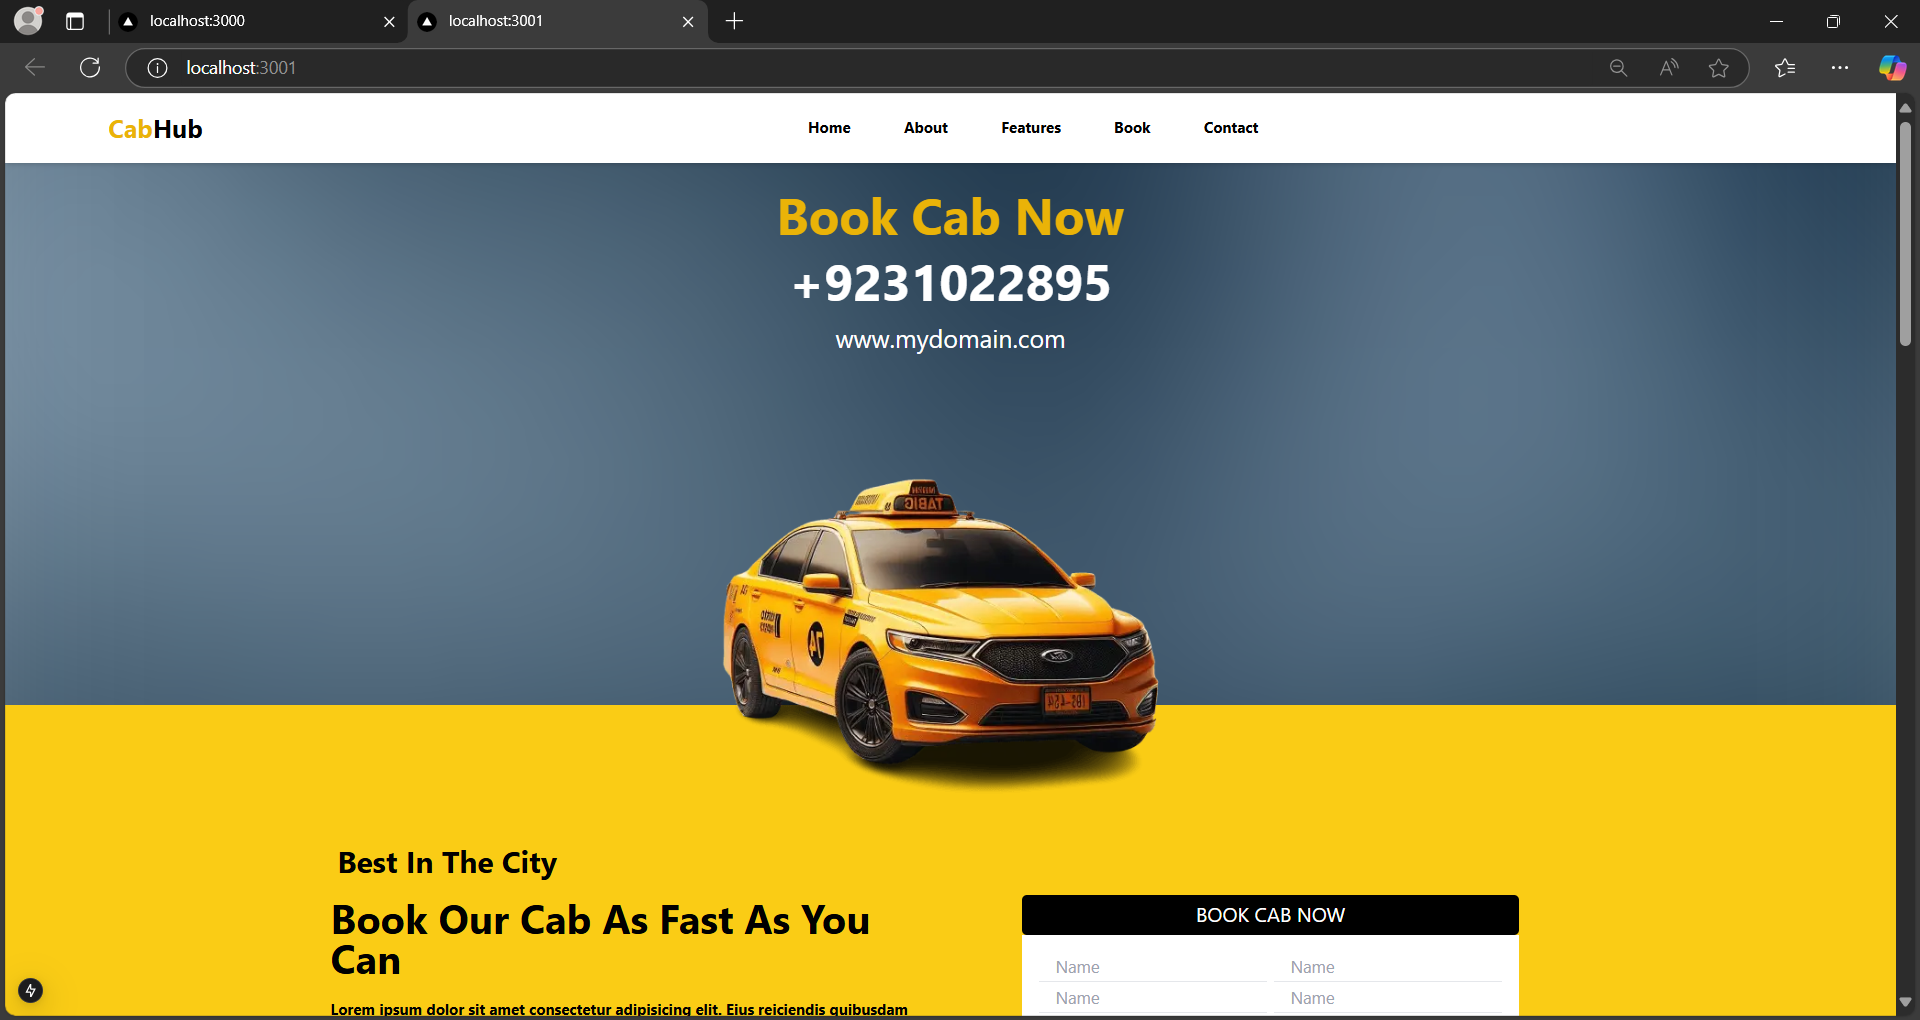 localhost:3000
localhost:3001
localhost:3001
CabHub
Home About Features Book Contact
Book Cab Now
+9231022895
www.mydomain.com
Best In The City
Book Our Cab As Fast As You
Can
Lorem ipsum dolor sit amet consectetur adipisicing elit. Eius reiciendis quibusdam
BOOK CAB NOW
Name Name
Name Name